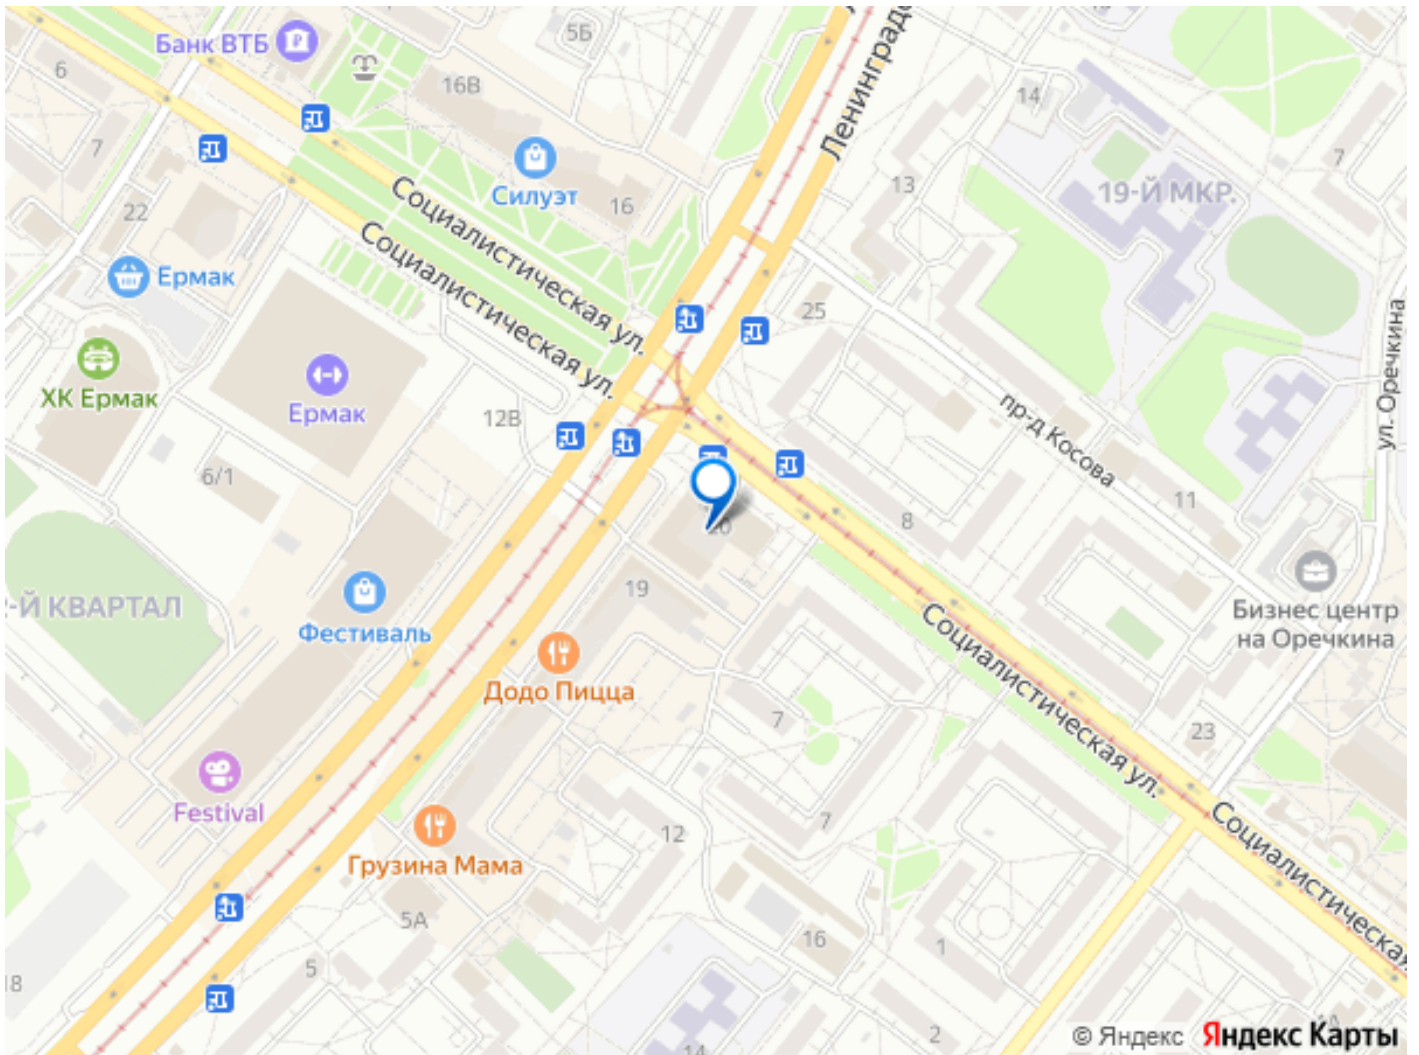 Банк ВТБ
5Б
6
16В
14
Ленинградс
7
7
13
19-Й МКР.
Силуэт
16
22
Социалистическая ул.
Социалистическая ул.
Ермак
25
ул. Оречкина
ХК Ермак
Ермак
12В
пр-д Косова
6/1
11
8
19
Бизнес центр
на Оречкина
-Й КВАРТАЛ
Фестиваль
Социалистическая ул.
Додо Пицца
7
23
Festival
12
7
Социалистическая
Грузина Мама
5А
16
1
5
18
2
14
© Яндекс Яндекс Карты